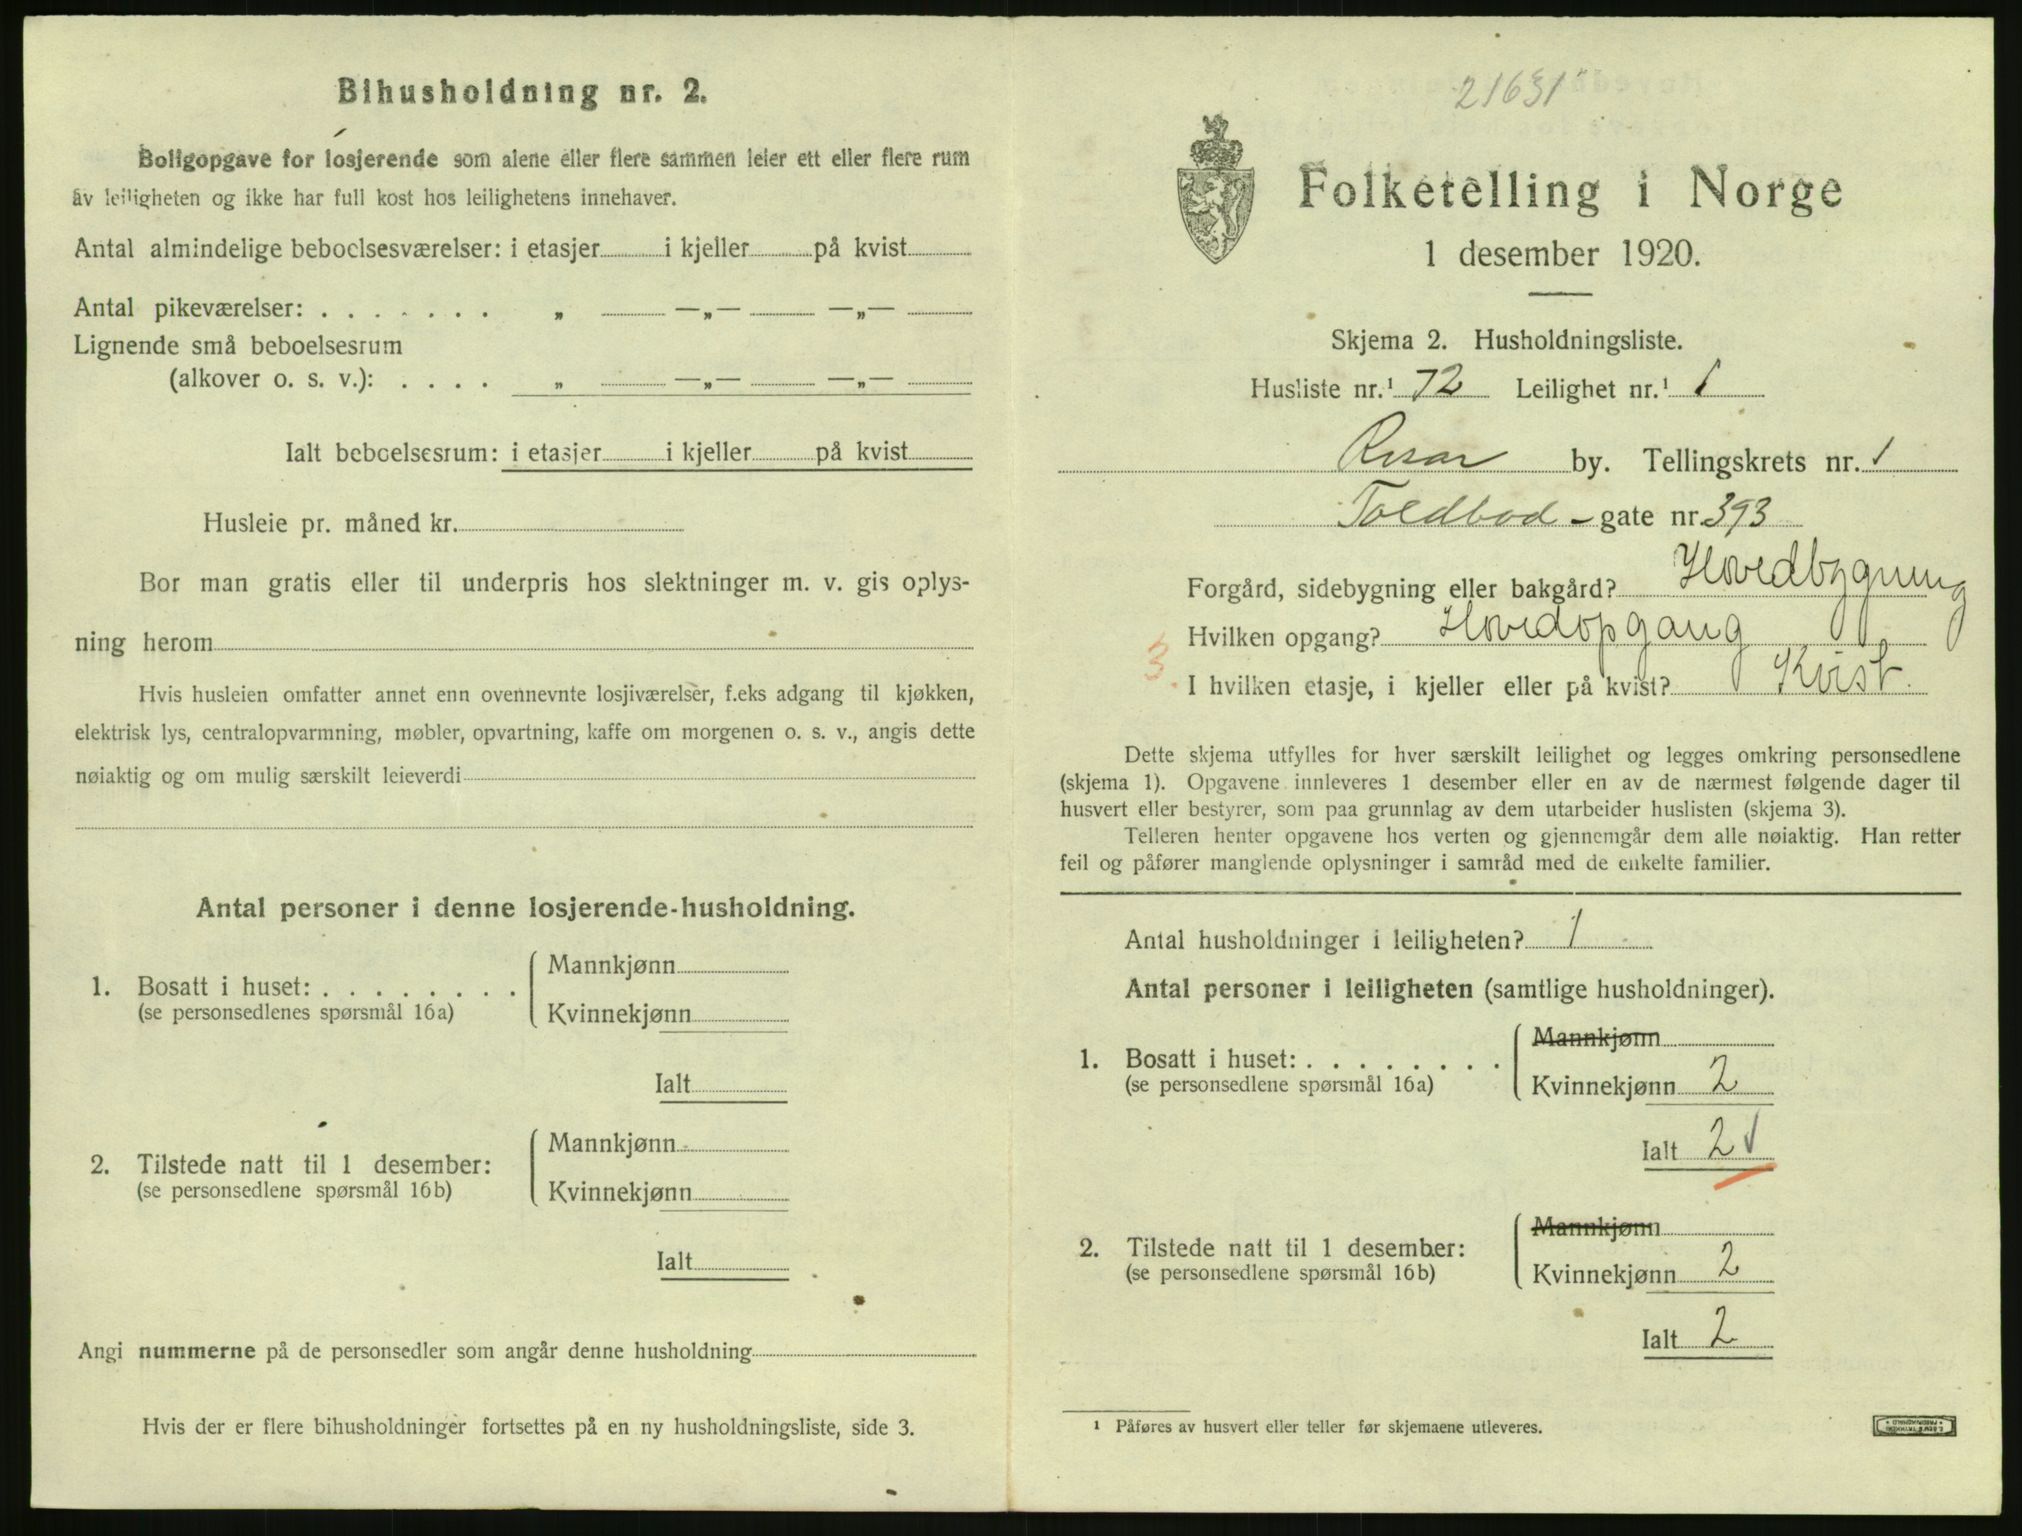 Bihusholdning nr. 2.
Boligopgave for losjerende som alene eller flere sammen leier ett eller flere rum
av leiligheten og ikke har full kost hos leilighetens innehaver.
Antal almindelige beboelsesværelser: i etasjer i kjeller på kvist
Antal pikeværelser: . . . . . . . „ —„— —„—
Lignende små beboelsesrum
(alkover o. s. v.): . . . . „ —„— —„—
Ialt beboelsesrum: i etasjer i kjeller på kvist
Husleie pr. måned kr.
Bor man gratis eller til underpris hos slektninger m. v. gis oplys-
ning herom
Hvis husleien omfatter annet enn ovennevnte losjiværelser, f.eks adgang til kjøkken,
elektrisk lys, centralopvarmning, møbler, opvartning, kaffe om morgenen o. s. v., angis dette
nøiaktig og om mulig særskilt leieverdi
Antal personer i denne losjerende-husholdning.
Mannkjønn
1. Bosatt i huset: . . . . . . . .
(se personsedlenes spørsmål 16a)
Kvinnekjønn
Ialt
Mannkjønn
2. Tilstede natt til 1 desember:
(se personsedlene spørsmål 16b)
Kvinnekjønn
Ialt
Angi nummerne på de personsedler som angår denne husholdning
Hvis der er flere bihusholdninger fortsettes på en ny husholdningsliste, side 3.
21631
Folketelling i Norge
1 desember 1920.
Skjema 2. Husholdningsliste.
Husliste nr.¹ 72 Leilighet nr.¹ 1
Risør by. Tellingskrets nr. 1
Toldbod-gate nr. 393
Forgård, sidebygning eller bakgård? Hovedbygning
Hvilken opgang? Hovedopgang
3
I hvilken etasje, i kjeller eller på kvist? Kvist.
Dette skjema utfylles for hver særskilt leilighet og legges omkring personsedlene
(skjema 1). Opgavene innleveres 1 desember eller en av de nærmest følgende dager til
husvert eller bestyrer, som paa grunnlag av dem utarbeider huslisten (skjema 3).
Telleren henter opgavene hos verten og gjennemgår dem alle nøiaktig. Han retter
feil og påfører manglende oplysninger i samråd med de enkelte familier.
Antal husholdninger i leiligheten? 1
Antal personer i leiligheten (samtlige husholdninger).
Mannkjønn
1. Bosatt i huset: . . . . . . . .
(se personsedlene spørsmål 16a)
Kvinnekjønn 2
Ialt 2
Mannkjønn
2. Tilstede natt til 1 desember:
(se personsedlene spørsmål 16b)
Kvinnekjønn 2
Ialt 2
¹ Påføres av husvert eller teller før skjemaene utleveres.